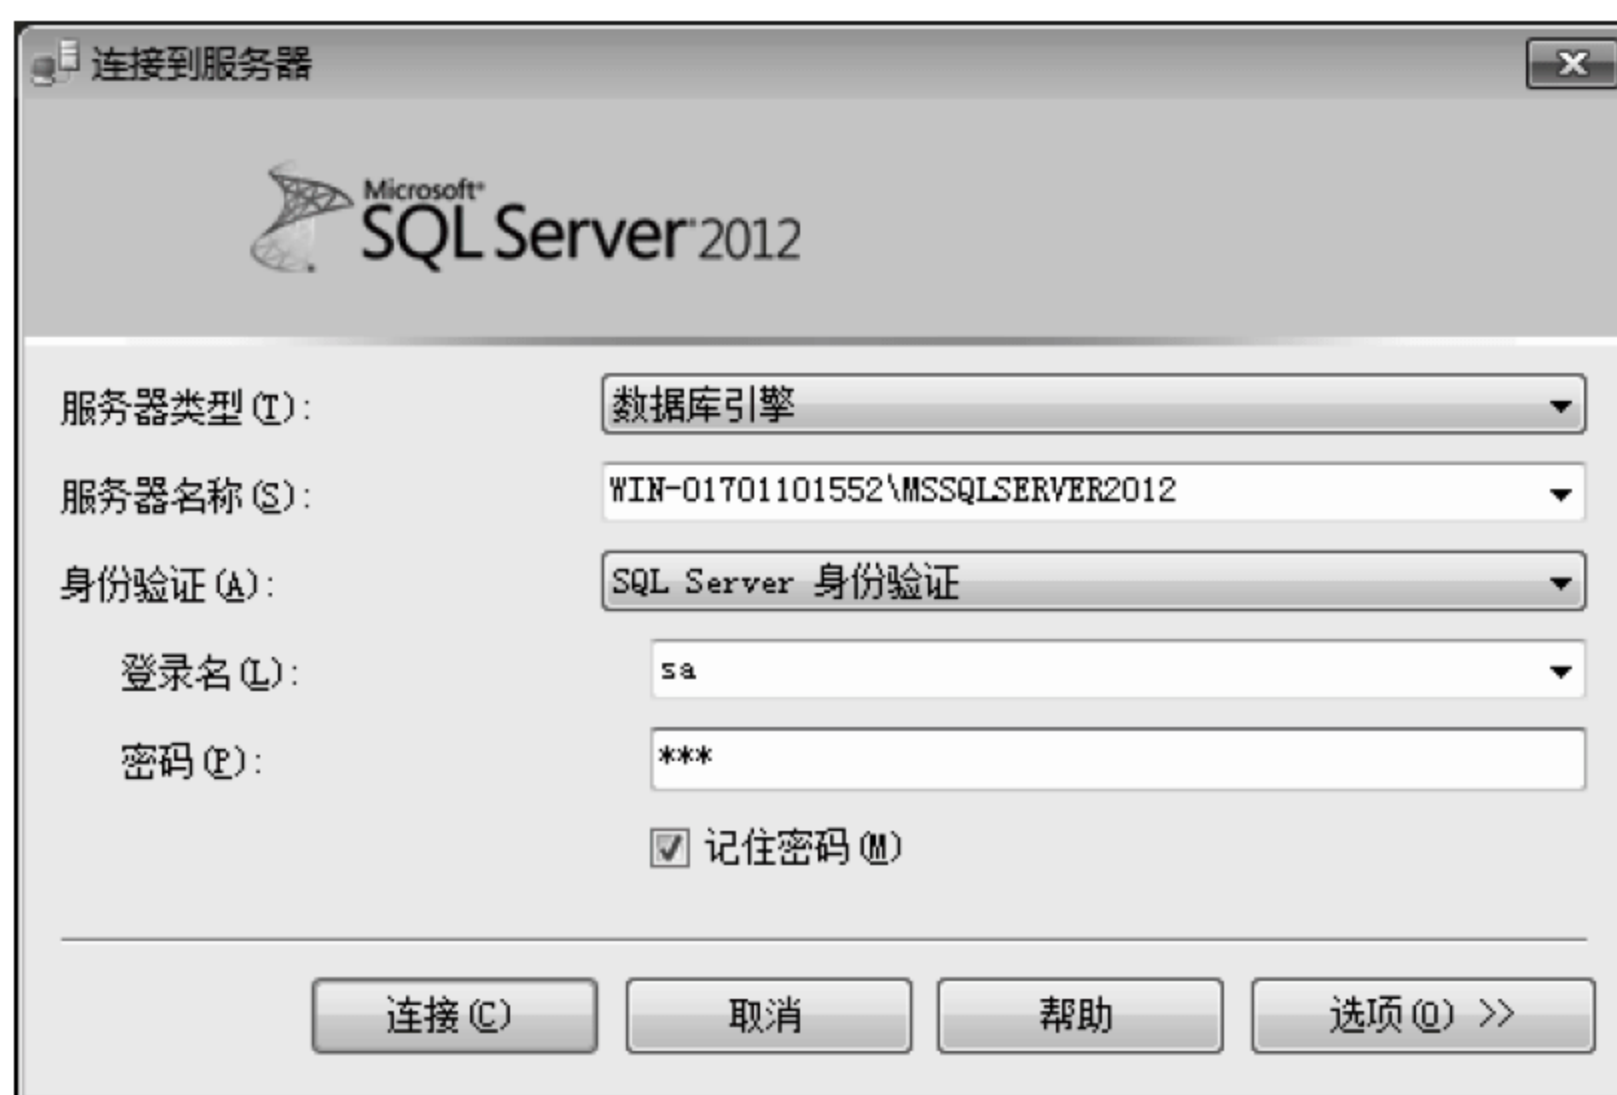 连接到服务器
Microsoft®
SQL Server 2012
服务器类型(T):
数据库引擎
服务器名称(S):
WIN-01701101552\MSSQLSERVER2012
身份验证(A):
SQL Server 身份验证
登录名(L):
sa
密码(P):
***
记住密码(M)
连接(C)
取消
帮助
选项(O) >>